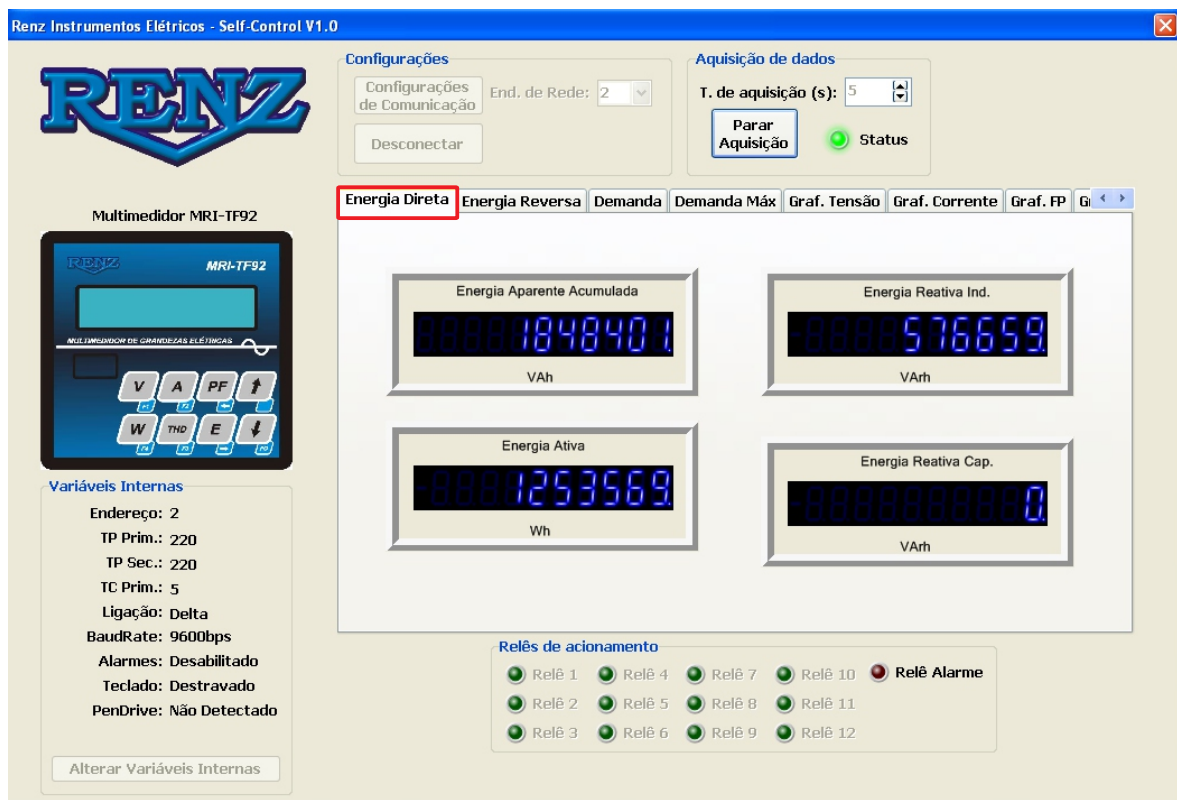 Renz Instrumentos Elétricos - Self-Control V1.0
RENZ
Configurações
Configurações
de Comunicação
End. de Rede: 2
Desconectar
Aquisição de dados
T. de aquisição (s): 5
Parar
Aquisição
Status
Multimedidor MRI-TF92
RENZ
MRI-TF92
MULTIMEDIDOR DE GRANDEZAS ELÉTRICAS
V A PF
F1 F2
W THD E
F4 F5
Variáveis Internas
Endereço: 2
TP Prim.: 220
TP Sec.: 220
TC Prim.: 5
Ligação: Delta
BaudRate: 9600bps
Alarmes: Desabilitado
Teclado: Destravado
PenDrive: Não Detectado
Alterar Variáveis Internas
Energia Direta Energia Reversa Demanda Demanda Máx Graf. Tensão Graf. Corrente Graf. FP
Energia Aparente Acumulada
1848401.
VAh
Energia Reativa Ind.
576659.
VArh
Energia Ativa
1253569.
Wh
Energia Reativa Cap.
0.
VArh
Relês de acionamento
Relê 1 Relê 4 Relê 7 Relê 10 Relê Alarme
Relê 2 Relê 5 Relê 8 Relê 11
Relê 3 Relê 6 Relê 9 Relê 12